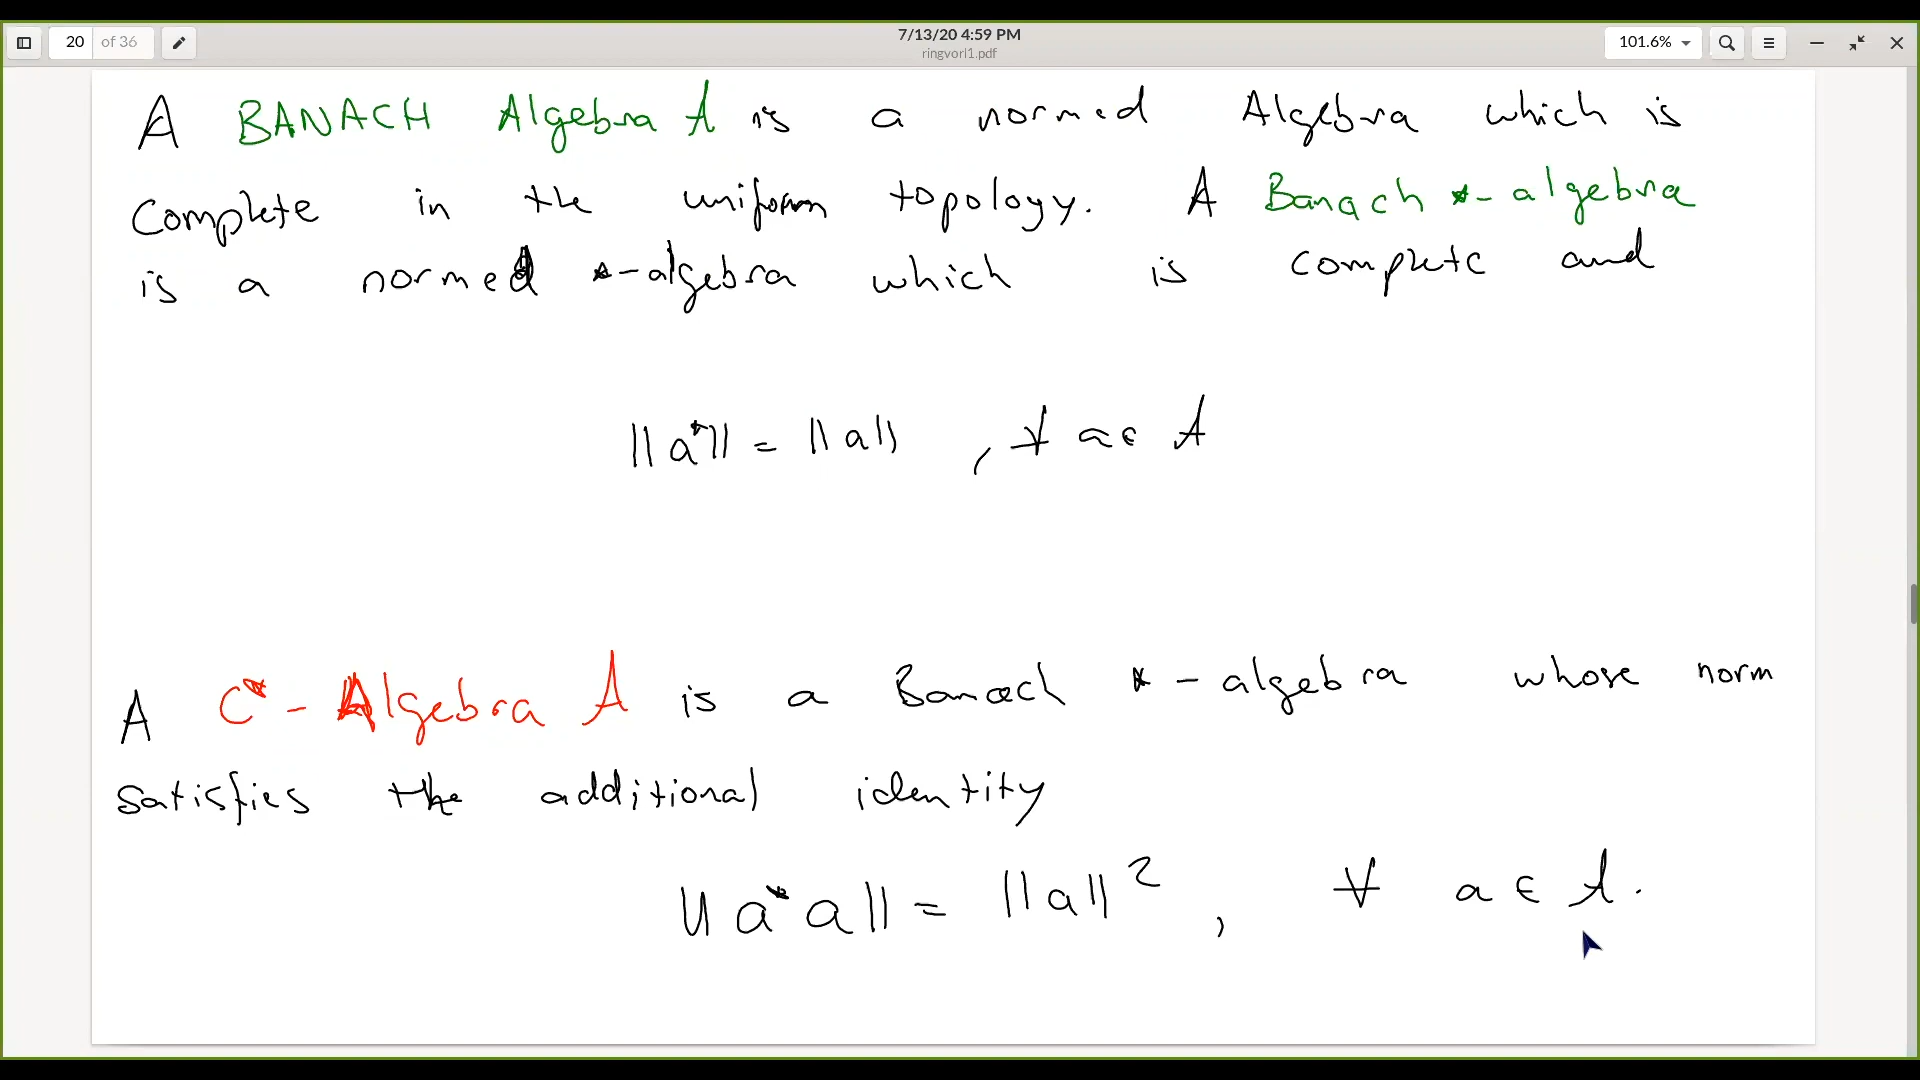 20 of 36
7/13/20 4:59 PM
ringvorl1.pdf
101.6%
A BANACH Algebra A is a normed Algebra which is
Complete in the uniform topology. A Banach *-algebra
is a normed *-algebra which is complete and
||a*|| = ||a|| , ∀ a ∈ A
A C*-Algebra A is a Banach *-algebra whose norm
satisfies the additional identity
||a*a|| = ||a||², ∀ a ∈ A.